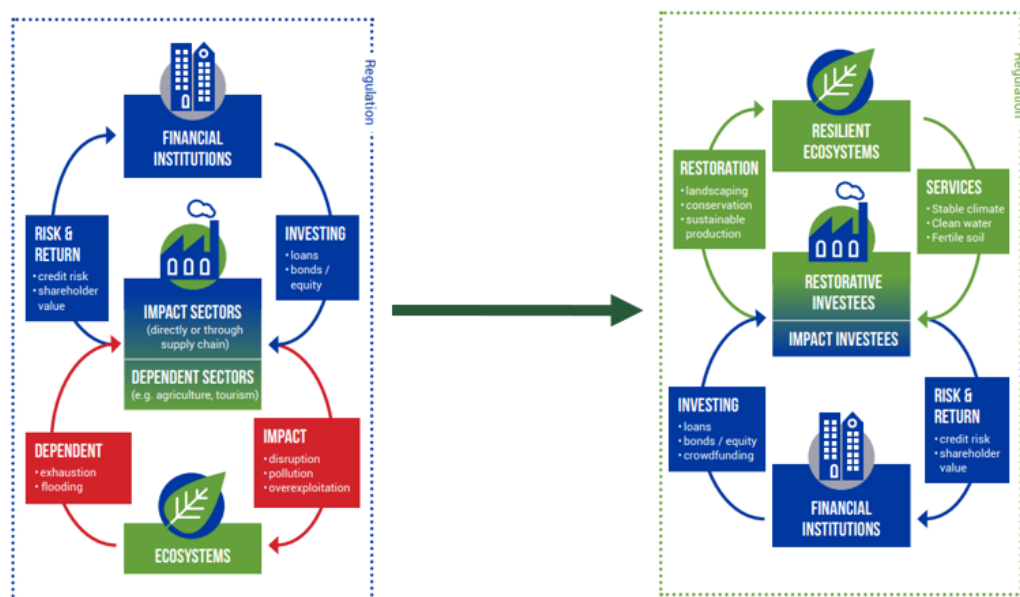 Regulation
FINANCIAL
INSTITUTIONS
RISK &
RETURN
• credit risk
• shareholder
value
INVESTING
• loans
• bonds /
equity
IMPACT SECTORS
(directly or through
supply chain)
DEPENDENT SECTORS
(e.g. agriculture, tourism)
DEPENDENT
• exhaustion
• flooding
IMPACT
• disruption
• pollution
• overexploitation
ECOSYSTEMS
Regulation
RESILIENT
ECOSYSTEMS
RESTORATION
• landscaping
• conservation
• sustainable
production
SERVICES
• Stable climate
• Clean water
• Fertile soil
RESTORATIVE
INVESTEES
IMPACT INVESTEES
INVESTING
• loans
• bonds / equity
• crowdfunding
RISK &
RETURN
• credit risk
• shareholder
value
FINANCIAL
INSTITUTIONS